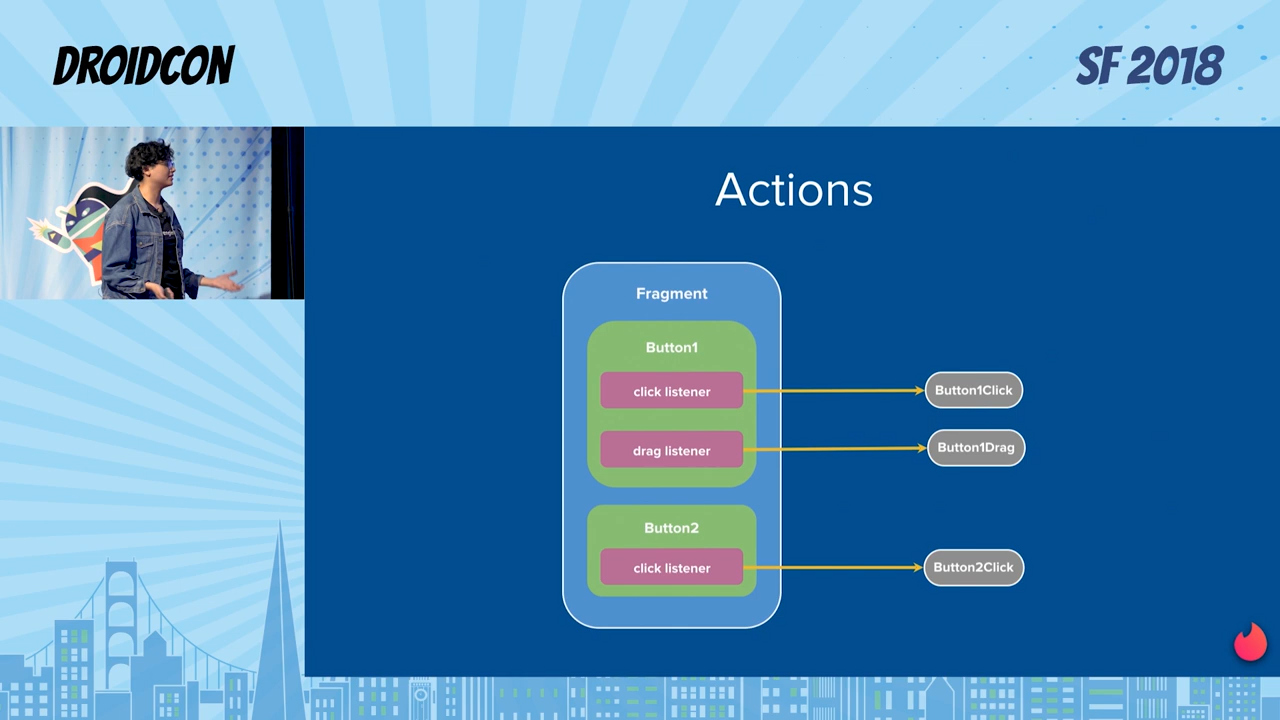 DROIDCON
SF 2018
Actions
Fragment
Button1
click listener
Button1Click
drag listener
Button1Drag
Button2
click listener
Button2Click